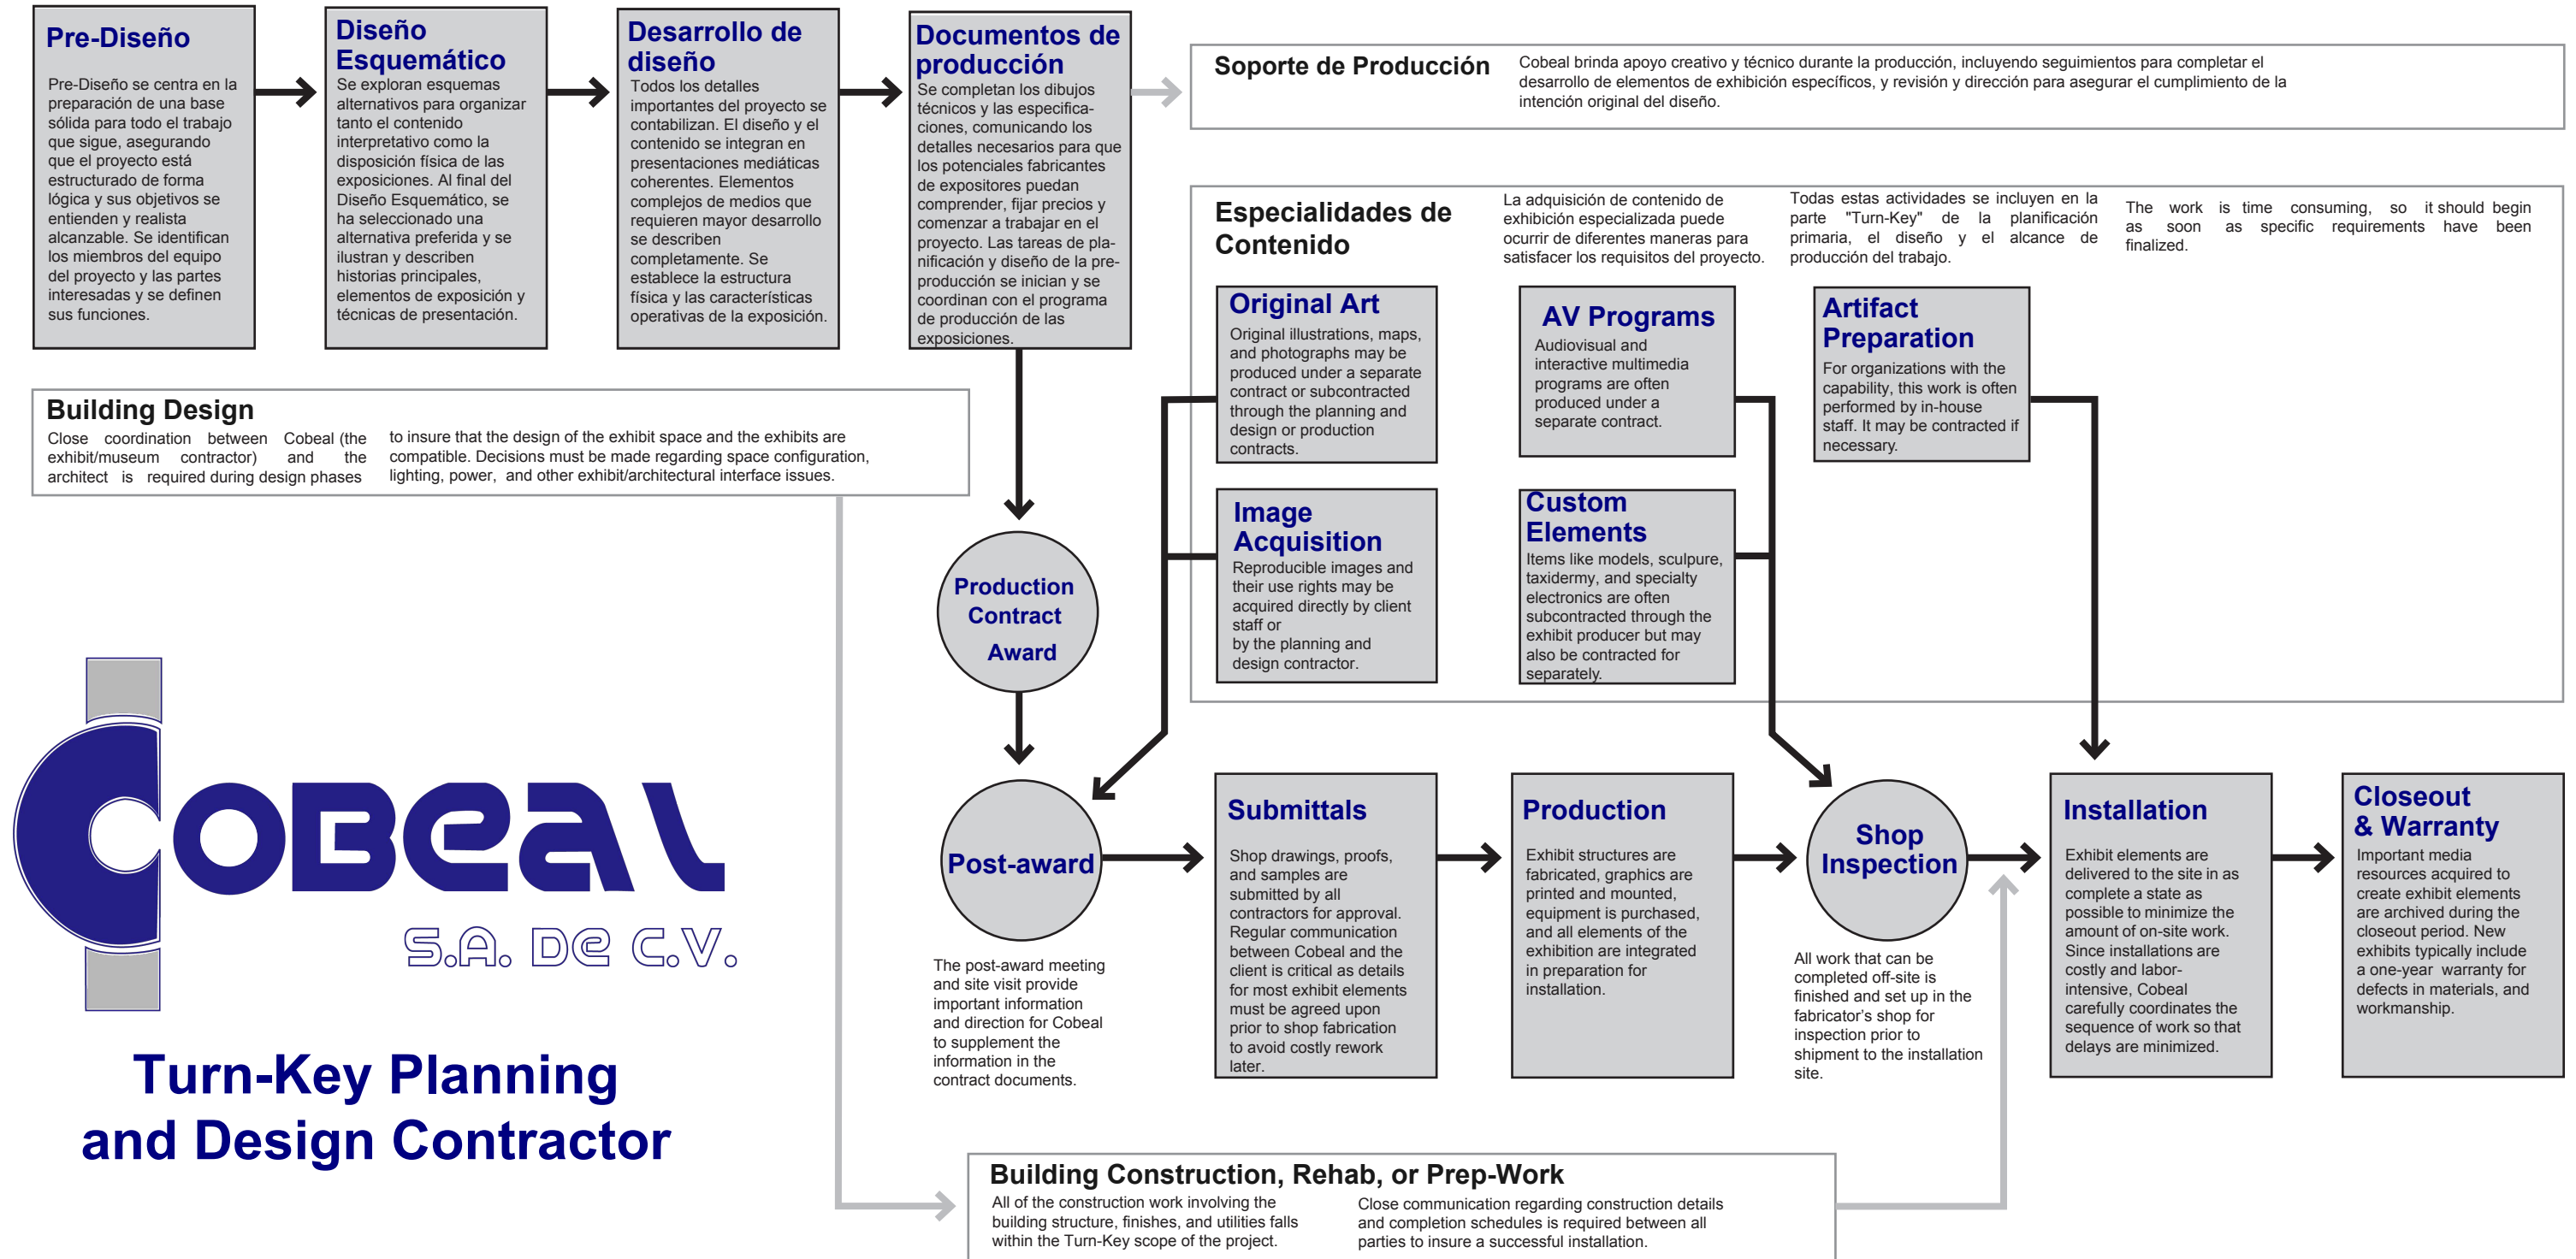 Pre-Diseño
Pre-Diseño se centra en la
preparación de una base
sólida para todo el trabajo
que sigue, asegurando
que el proyecto está
estructurado de forma
lógica y sus objetivos se
entienden y realista
alcanzable. Se identifican
los miembros del equipo
del proyecto y las partes
interesadas y se definen
sus funciones.
Diseño
Esquemático
Se exploran esquemas
alternativos para organizar
tanto el contenido
interpretativo como la
disposición física de las
exposiciones. Al final del
Diseño Esquemático, se
ha seleccionado una
alternativa preferida y se
ilustran y describen
historias principales,
elementos de exposición y
técnicas de presentación.
Desarrollo de
diseño
Todos los detalles
importantes del proyecto se
contabilizan. El diseño y el
contenido se integran en
presentaciones mediáticas
coherentes. Elementos
complejos de medios que
requieren mayor desarrollo
se describen
completamente. Se
establece la estructura
física y las características
operativas de la exposición.
Documentos de
producción
Se completan los dibujos
técnicos y las especifica-
ciones, comunicando los
detalles necesarios para que
los potenciales fabricantes
de expositores puedan
comprender, fijar precios y
comenzar a trabajar en el
proyecto. Las tareas de pla-
nificación y diseño de la pre-
producción se inician y se
coordinan con el programa
de producción de las
exposiciones.
Soporte de Producción
Cobeal brinda apoyo creativo y técnico durante la producción, incluyendo seguimientos para completar el
desarrollo de elementos de exhibición específicos, y revisión y dirección para asegurar el cumplimiento de la
intención original del diseño.
Especialidades de
Contenido
La adquisición de contenido de
exhibición especializada puede
ocurrir de diferentes maneras para
satisfacer los requisitos del proyecto.
Todas estas actividades se incluyen en la
parte "Turn-Key" de la planificación
primaria, el diseño y el alcance de
producción del trabajo.
The work is time consuming, so it should begin
as soon as specific requirements have been
finalized.
Original Art
Original illustrations, maps,
and photographs may be
produced under a separate
contract or subcontracted
through the planning and
design or production
contracts.
AV Programs
Audiovisual and
interactive multimedia
programs are often
produced under a
separate contract.
Artifact
Preparation
For organizations with the
capability, this work is often
performed by in-house
staff. It may be contracted if
necessary.
Image
Acquisition
Reproducible images and
their use rights may be
acquired directly by client
staff or
by the planning and
design contractor.
Custom
Elements
Items like models, sculpure,
taxidermy, and specialty
electronics are often
subcontracted through the
exhibit producer but may
also be contracted for
separately.
Building Design
Close coordination between Cobeal (the
exhibit/museum contractor) and the
architect is required during design phases
to insure that the design of the exhibit space and the exhibits are
compatible. Decisions must be made regarding space configuration,
lighting, power, and other exhibit/architectural interface issues.
Production
Contract
Award
COBEAL
S.A. DE C.V.
Turn-Key Planning
and Design Contractor
Post-award
The post-award meeting
and site visit provide
important information
and direction for Cobeal
to supplement the
information in the
contract documents.
Submittals
Shop drawings, proofs,
and samples are
submitted by all
contractors for approval.
Regular communication
between Cobeal and the
client is critical as details
for most exhibit elements
must be agreed upon
prior to shop fabrication
to avoid costly rework
later.
Production
Exhibit structures are
fabricated, graphics are
printed and mounted,
equipment is purchased,
and all elements of the
exhibition are integrated
in preparation for
installation.
Shop
Inspection
All work that can be
completed off-site is
finished and set up in the
fabricator's shop for
inspection prior to
shipment to the installation
site.
Installation
Exhibit elements are
delivered to the site in as
complete a state as
possible to minimize the
amount of on-site work.
Since installations are
costly and labor-
intensive, Cobeal
carefully coordinates the
sequence of work so that
delays are minimized.
Closeout
& Warranty
Important media
resources acquired to
create exhibit elements
are archived during the
closeout period. New
exhibits typically include
a one-year warranty for
defects in materials, and
workmanship.
Building Construction, Rehab, or Prep-Work
All of the construction work involving the
building structure, finishes, and utilities falls
within the Turn-Key scope of the project.
Close communication regarding construction details
and completion schedules is required between all
parties to insure a successful installation.